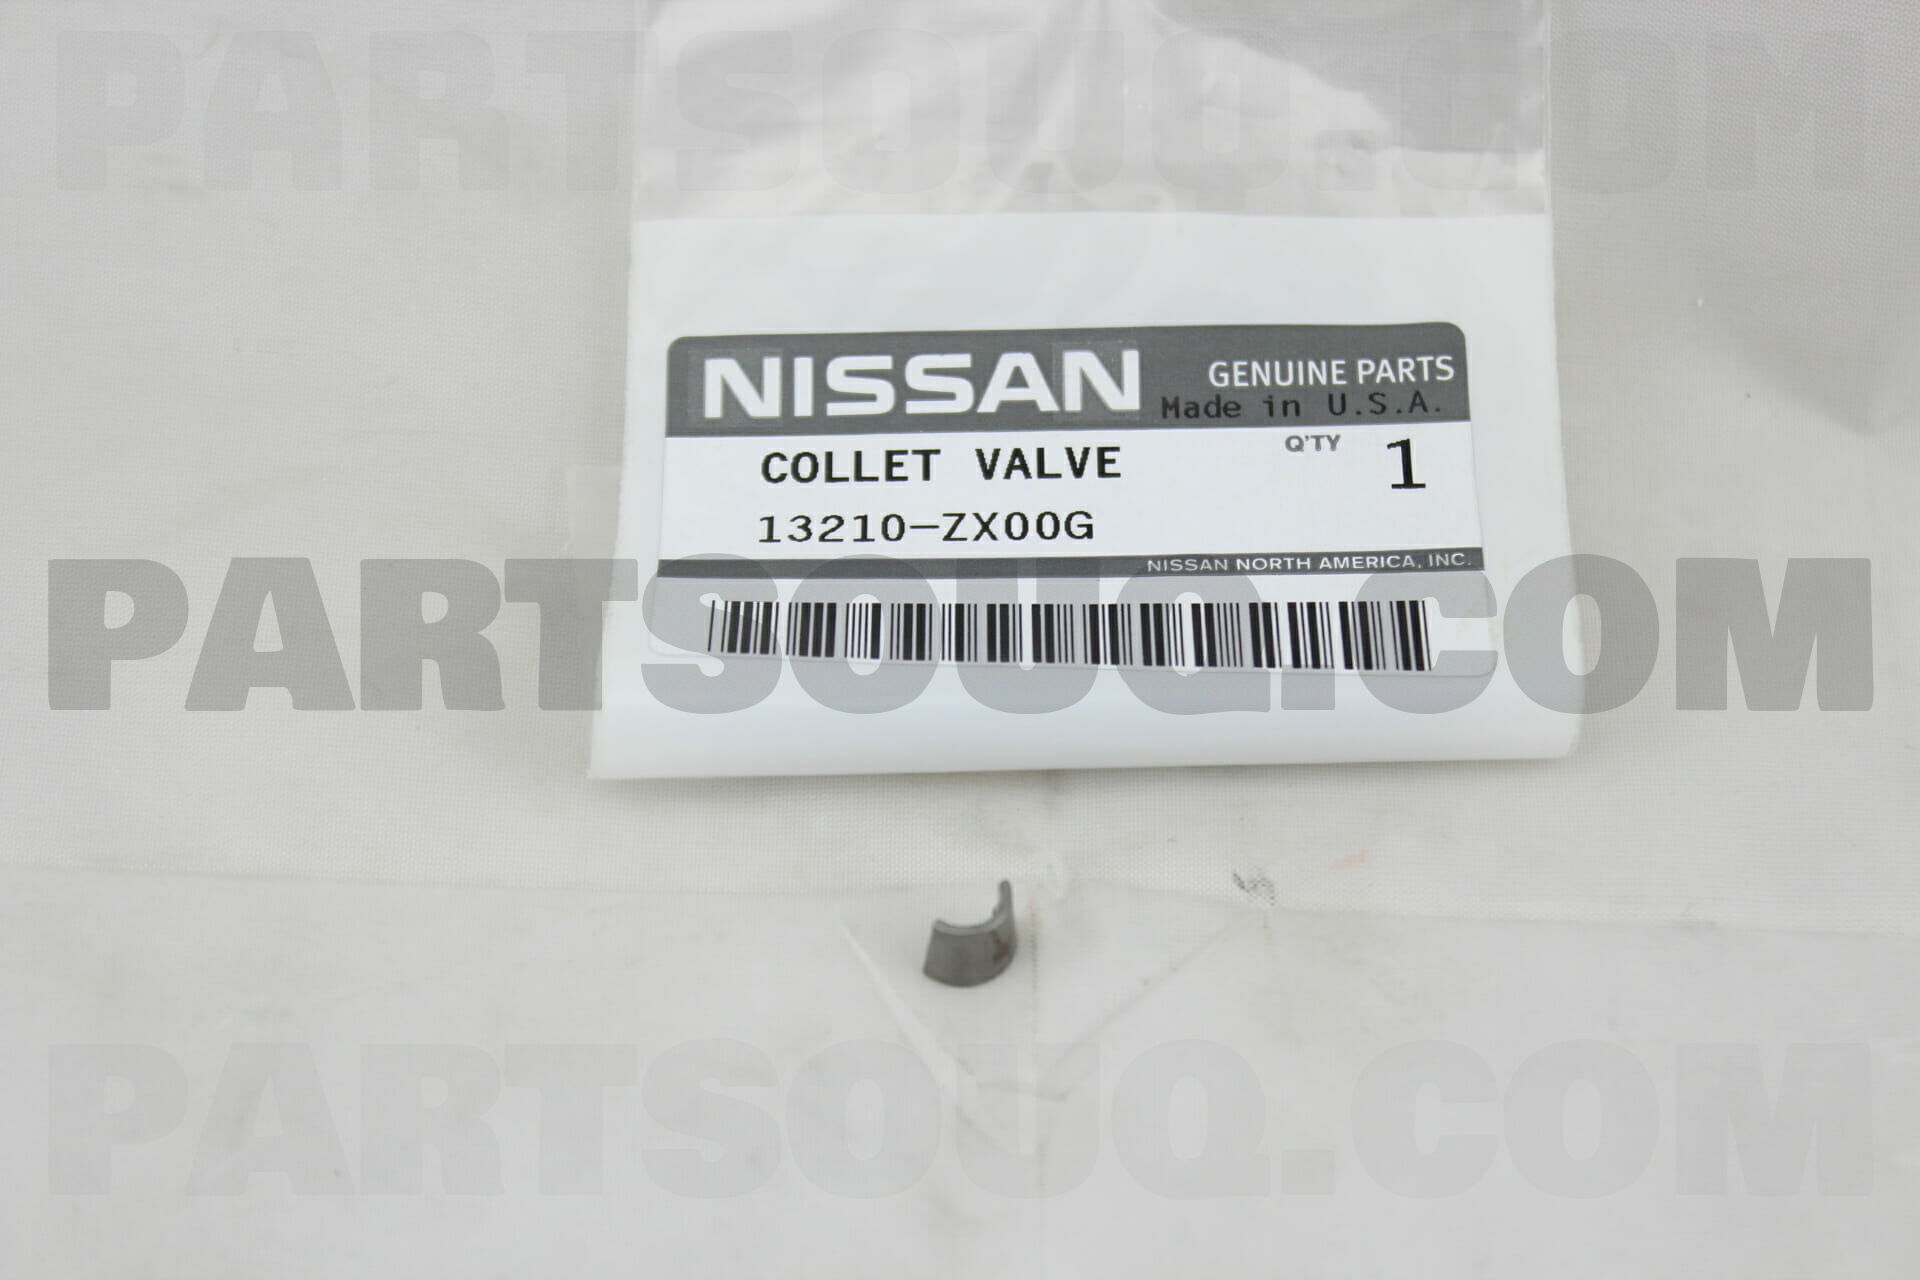 PARTSOUQ.COM
NISSAN
GENUINE PARTS
Made in U.S.A.
COLLET VALVE
Q'TY 1
13210-ZX00G
NISSAN NORTH AMERICA, INC.
PARTSOUQ.COM
PARTSOUQ.COM